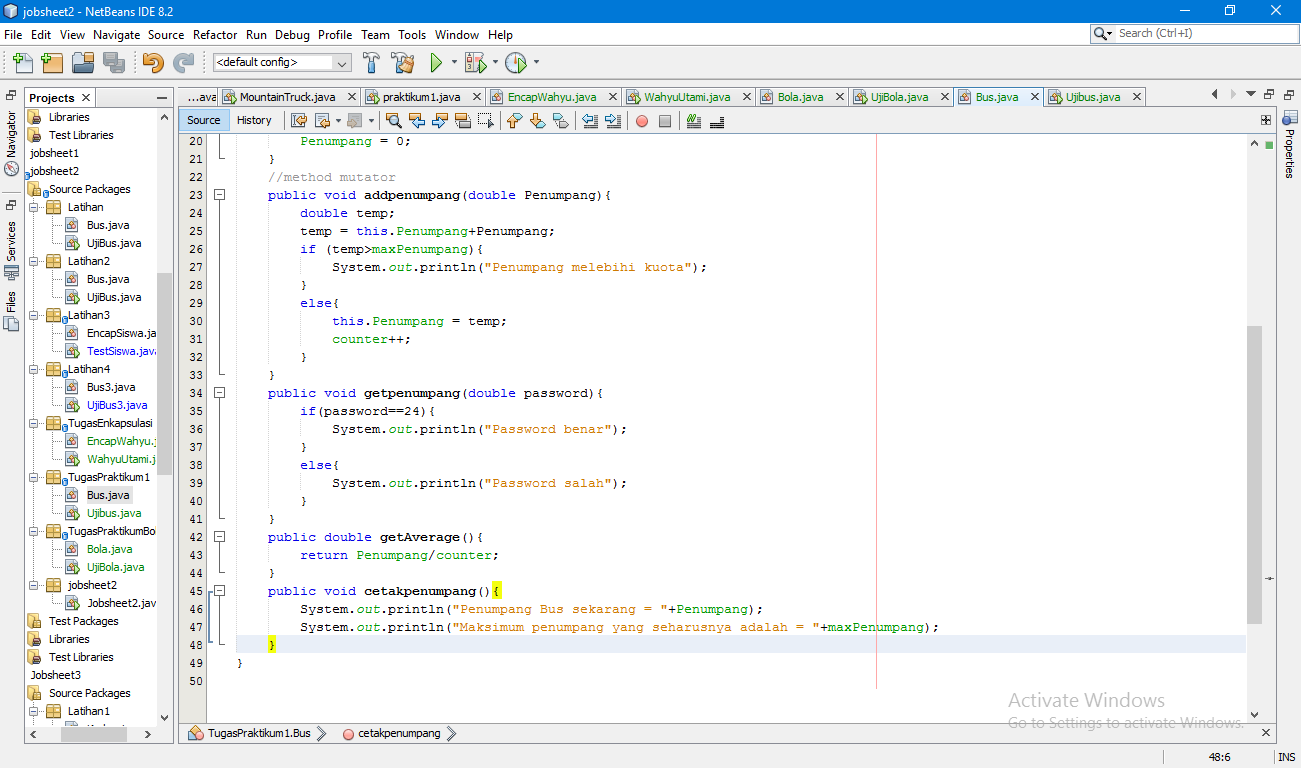 jobsheet2 - NetBeans IDE 8.2
File Edit View Navigate Source Refactor Run Debug Profile Team Tools Window Help
Search (Ctrl+I)
<default config>
Projects
...ava MountainTruck.java praktikum1.java EncapWahyu.java WahyuUtami.java Bola.java UjiBola.java Bus.java Ujibus.java
Source History
Navigator
Services
Files
Properties
Libraries
Test Libraries
jobsheet1
jobsheet2
Source Packages
Latihan
Bus.java
UjiBus.java
Latihan2
Bus.java
UjiBus.java
Latihan3
EncapSiswa.ja
TestSiswa.java
Latihan4
Bus3.java
UjiBus3.java
TugasEnkapsulasi
EncapWahyu.j
WahyuUtami.j
TugasPraktikum1
Bus.java
Ujibus.java
TugasPraktikumBo
Bola.java
UjiBola.java
jobsheet2
Jobsheet2.jav
Test Packages
Libraries
Test Libraries
Jobsheet3
Source Packages
Latihan1
20 Penumpang = 0;
21 }
22 //method mutator
23 public void addpenumpang(double Penumpang){
24 double temp;
25 temp = this.Penumpang+Penumpang;
26 if (temp>maxPenumpang){
27 System.out.println("Penumpang melebihi kuota");
28 }
29 else{
30 this.Penumpang = temp;
31 counter++;
32 }
33 }
34 public void getpenumpang(double password){
35 if(password==24){
36 System.out.println("Password benar");
37 }
38 else{
39 System.out.println("Password salah");
40 }
41 }
42 public double getAverage(){
43 return Penumpang/counter;
44 }
45 public void cetakpenumpang(){
46 System.out.println("Penumpang Bus sekarang = "+Penumpang);
47 System.out.println("Maksimum penumpang yang seharusnya adalah = "+maxPenumpang);
48 }
49 }
50
Activate Windows
Go to Settings to activate Windows.
TugasPraktikum1.Bus cetakpenumpang
48:6 INS